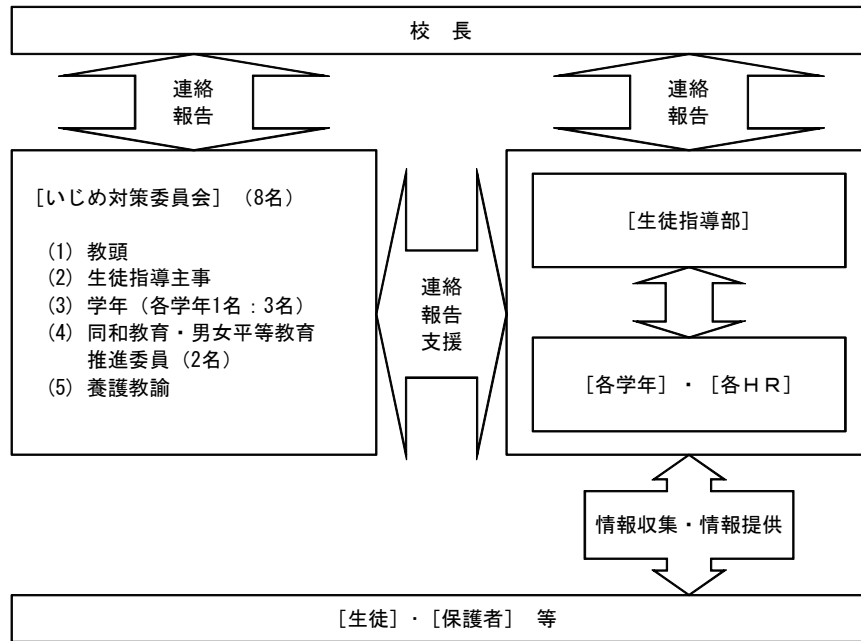 校 長
連絡
報告
連絡
報告
[いじめ対策委員会] (8名)
(1) 教頭
(2) 生徒指導主事
(3) 学年 (各学年1名:3名)
(4) 同和教育・男女平等教育
推進委員 (2名)
(5) 養護教諭
連絡
報告
支援
[生徒指導部]
[各学年] ・ [各HR]
情報収集・情報提供
[生徒]・[保護者] 等